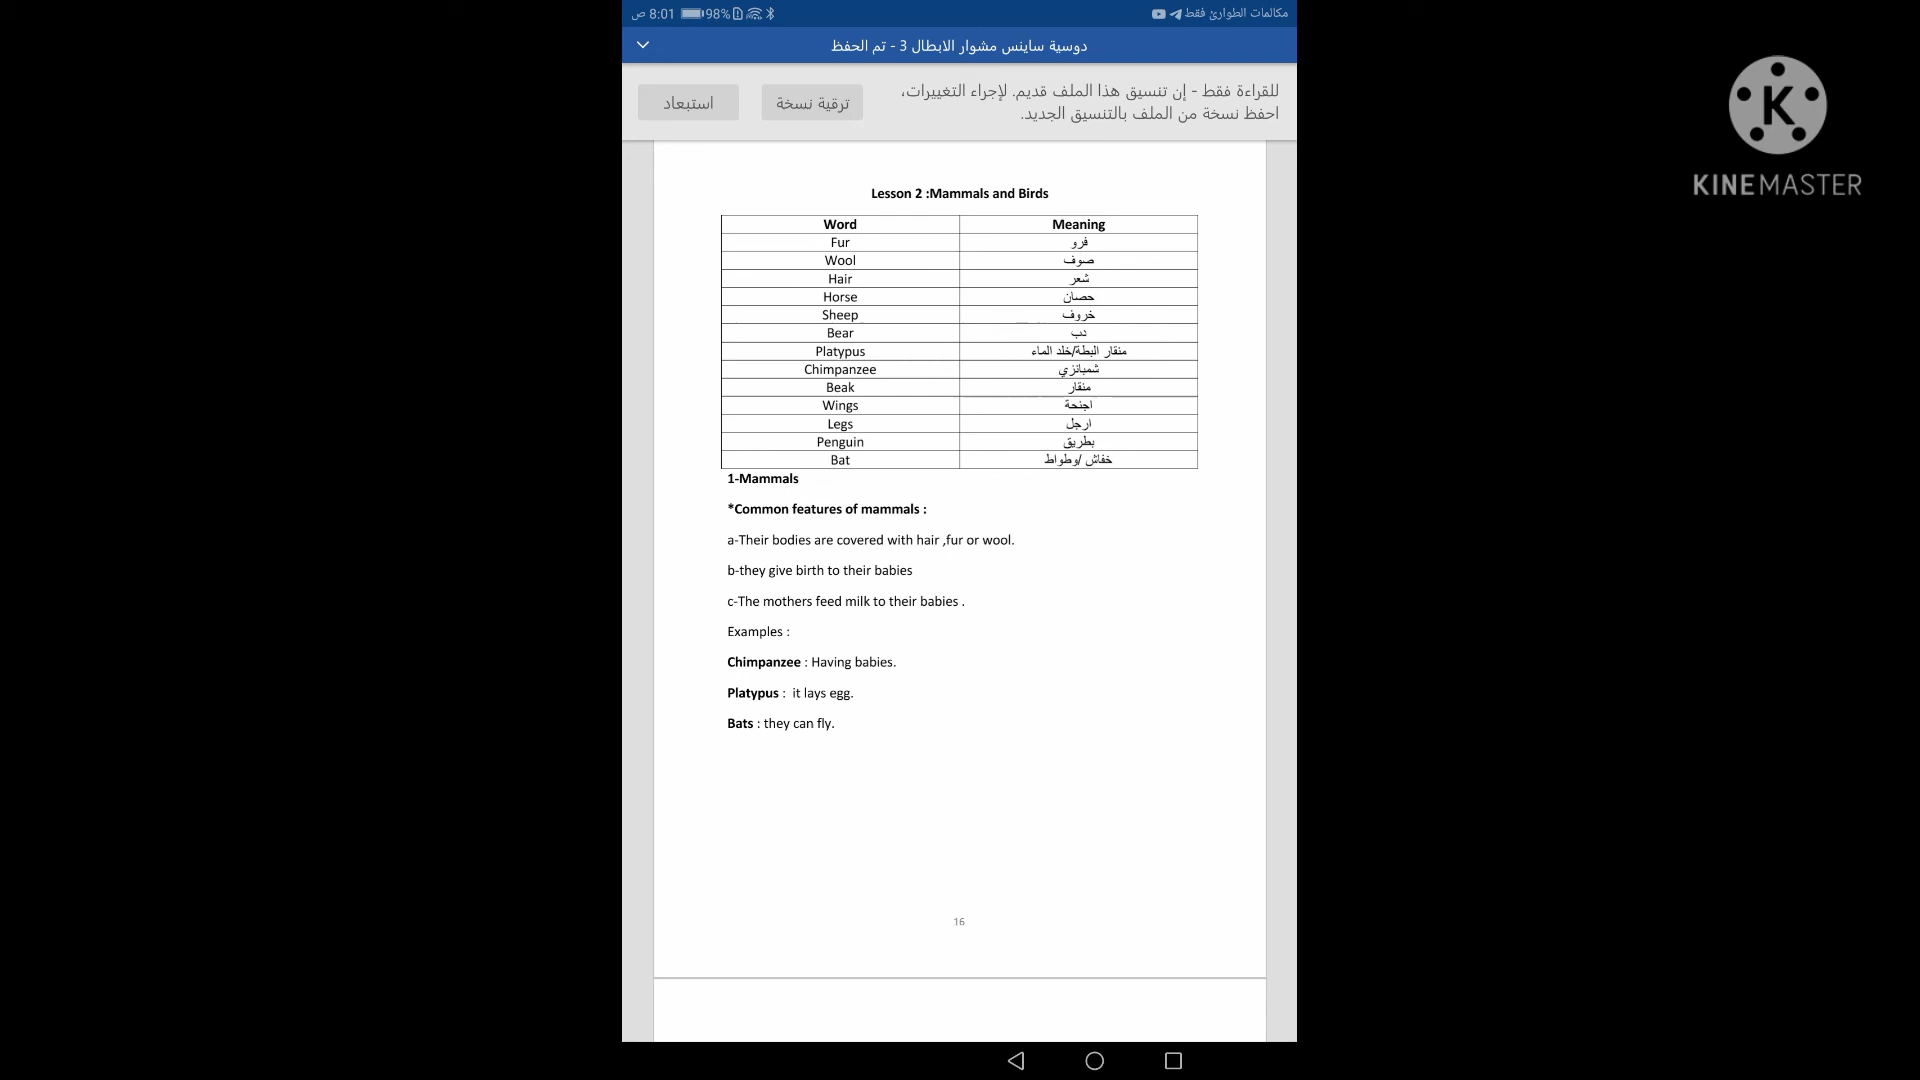 مكالمات الطوارئ فقط 98% 8:01 ص
دوسية ساينس مشوار الابطال 3 - تم الحفظ
للقراءة فقط - إن تنسيق هذا الملف قديم. لإجراء التغييرات،
احفظ نسخة من الملف بالتنسيق الجديد.
ترقية نسخة
استبعاد
K
KINEMASTER
Lesson 2 :Mammals and Birds
Word Meaning
Fur فرو
Wool صوف
Hair شعر
Horse حصان
Sheep خروف
Bear دب
Platypus منقار البطة/خلد الماء
Chimpanzee شمبانزي
Beak منقار
Wings اجنحة
Legs ارجل
Penguin بطريق
Bat خفاش /وطواط
1-Mammals
*Common features of mammals :
a-Their bodies are covered with hair ,fur or wool.
b-they give birth to their babies
c-The mothers feed milk to their babies .
Examples :
Chimpanzee : Having babies.
Platypus :  it lays egg.
Bats : they can fly.
16